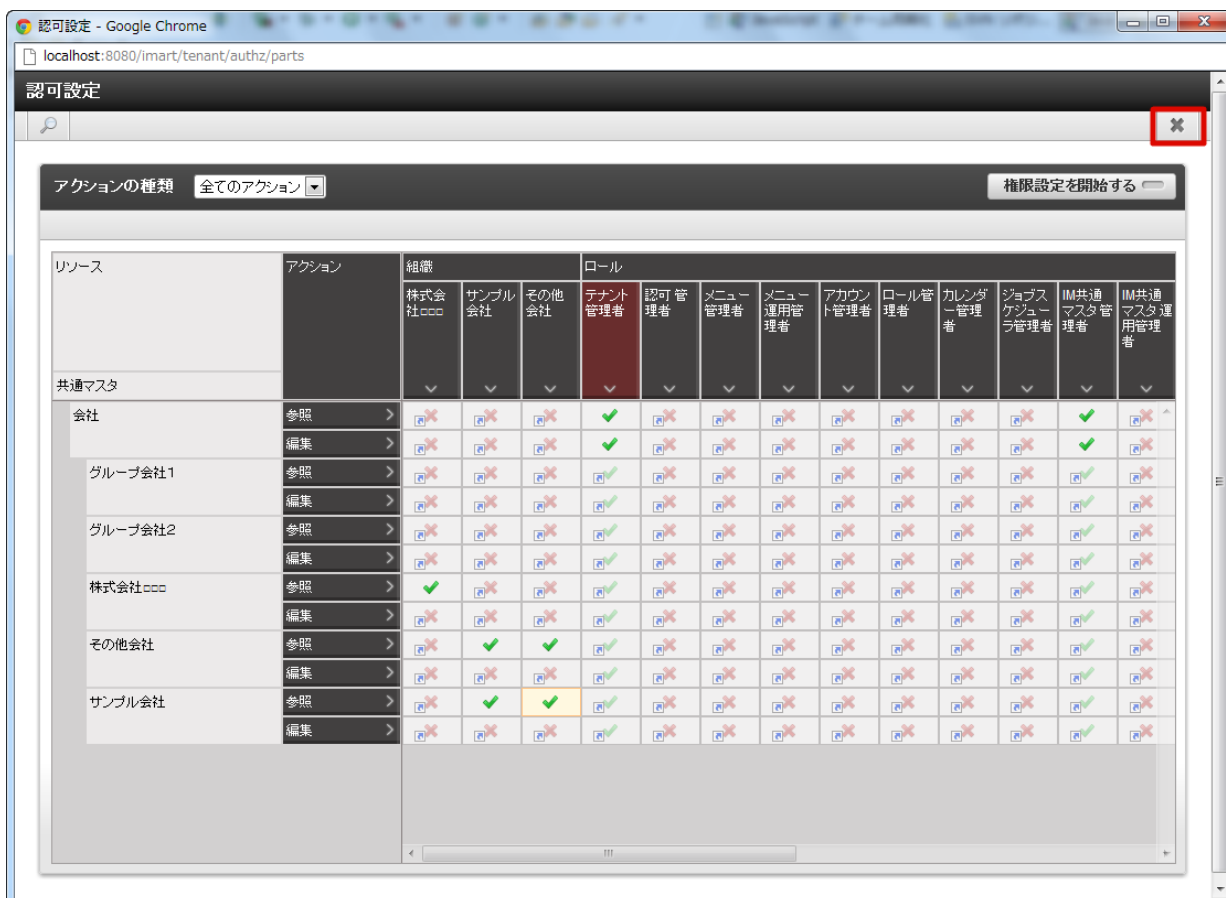 認可設定 - Google Chrome
localhost:8080/imart/tenant/authz/parts
認可設定
アクションの種類 全てのアクション 権限設定を開始する
リソース アクション 組織 ロール
株式会社□□□ サンプル会社 その他会社 テナント管理者 認可管理者 メニュー管理者 メニュー運用管理者 アカウント管理者 ロール管理者 カレンダー管理者 ジョブスケジューラ管理者 IM共通マスタ管理者 IM共通マスタ運用管理者
共通マスタ
会社 参照
編集
グループ会社1 参照
編集
グループ会社2 参照
編集
株式会社□□□ 参照
編集
その他会社 参照
編集
サンプル会社 参照
編集